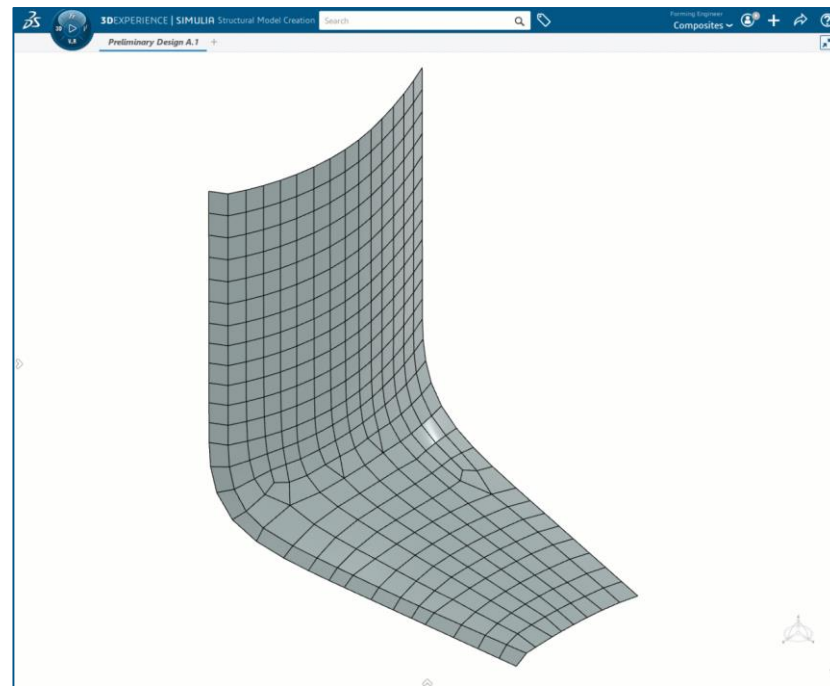 3DEXPERIENCE | SIMULIA Structural Model Creation
Search
Forming Engineer
Composites
Preliminary Design A.1